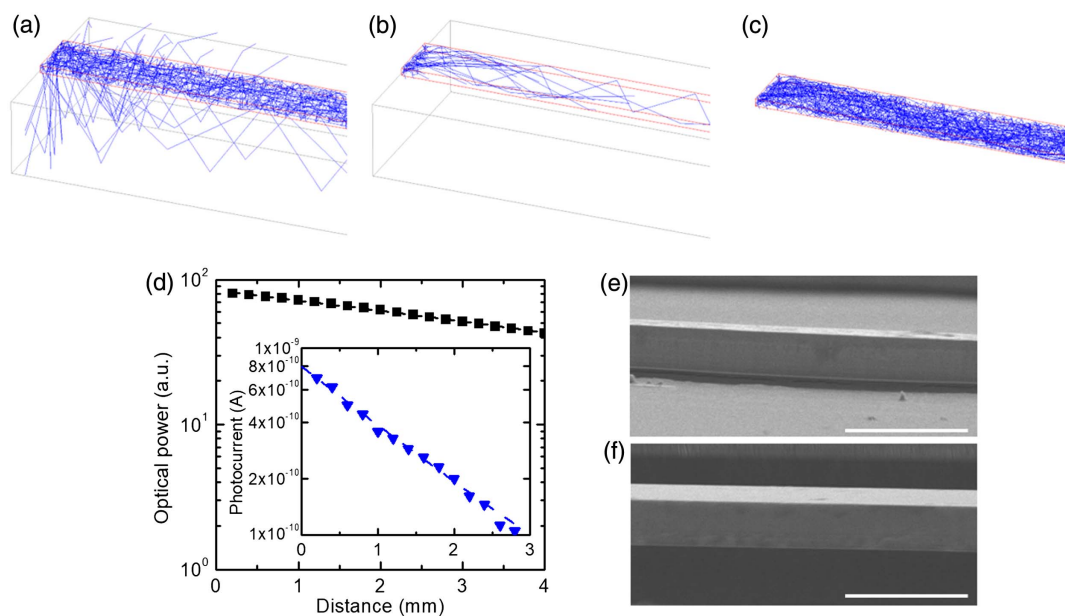 (a)
(b)
(c)
(d)
10²
10¹
10⁰
Optical power (a.u.)
0 1 2 3 4
Distance (mm)
1x10⁻⁹
8x10⁻¹⁰
6x10⁻¹⁰
4x10⁻¹⁰
2x10⁻¹⁰
1x10⁻¹⁰
Photocurrent (A)
0 1 2 3
(e)
(f)